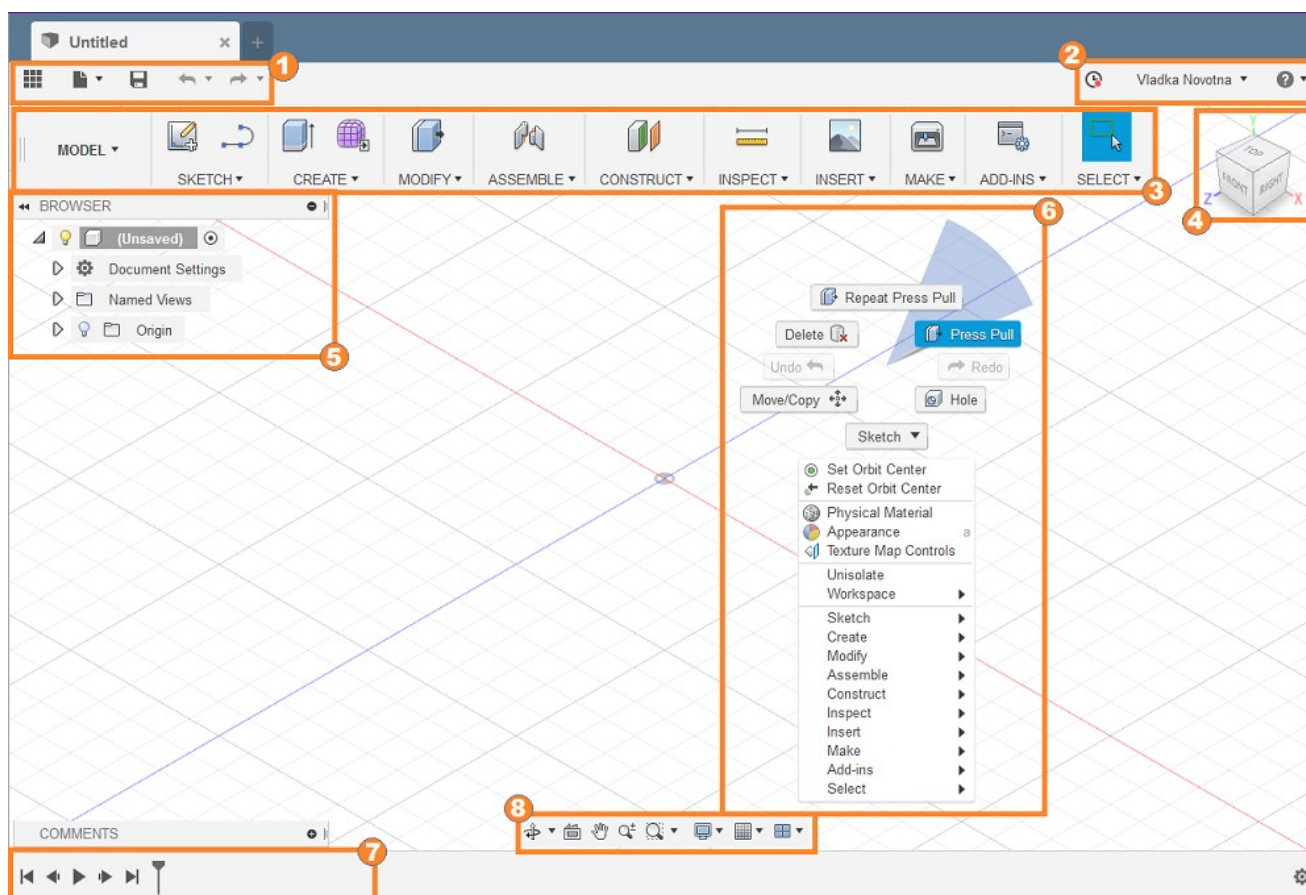 Untitled
1
2
Vladka Novotna
MODEL
SKETCH
CREATE
MODIFY
ASSEMBLE
CONSTRUCT
INSPECT
INSERT
MAKE
ADD-INS
SELECT
3
Y
TOP
FRONT
RIGHT
Z
X
4
BROWSER
(Unsaved)
Document Settings
Named Views
Origin
5
6
Repeat Press Pull
Delete
Press Pull
Undo
Redo
Move/Copy
Hole
Sketch
Set Orbit Center
Reset Orbit Center
Physical Material
Appearance a
Texture Map Controls
Unisolate
Workspace
Sketch
Create
Modify
Assemble
Construct
Inspect
Insert
Make
Add-ins
Select
COMMENTS
7
8